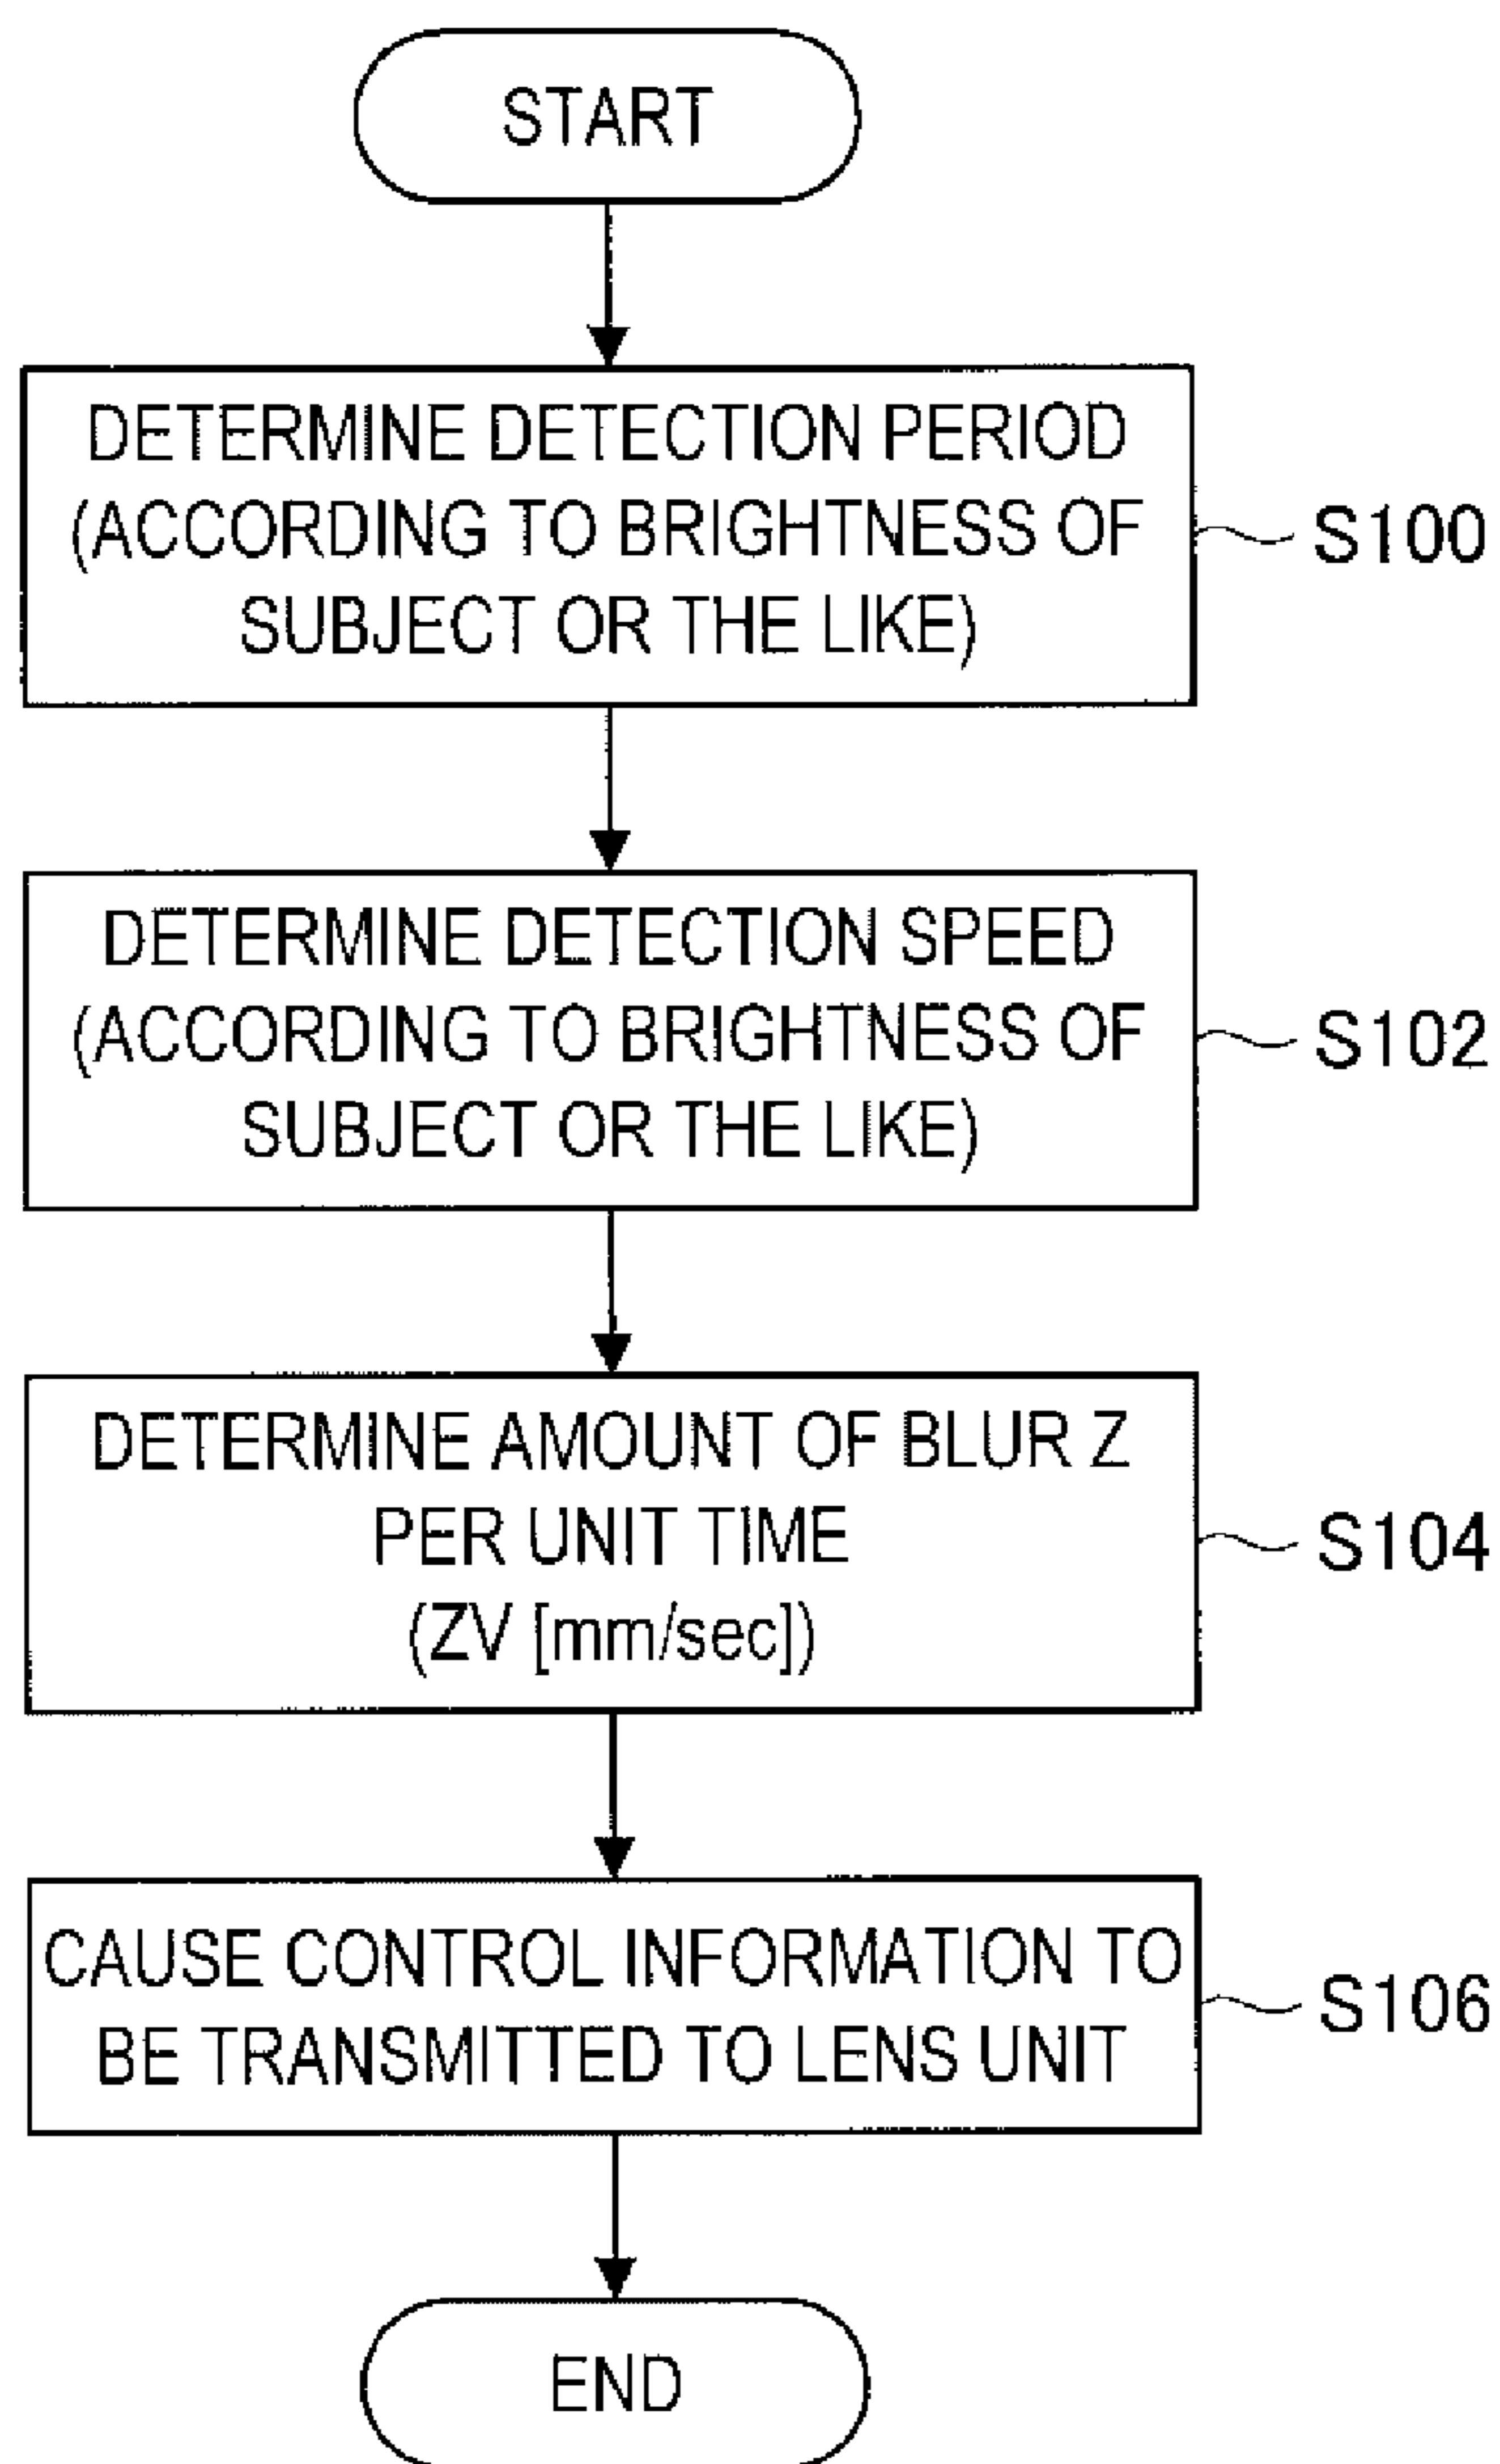 START
DETERMINE DETECTION PERIOD
(ACCORDING TO BRIGHTNESS OF
SUBJECT OR THE LIKE)
S100
DETERMINE DETECTION SPEED
(ACCORDING TO BRIGHTNESS OF
SUBJECT OR THE LIKE)
S102
DETERMINE AMOUNT OF BLUR Z
PER UNIT TIME
(ZV [mm/sec])
S104
CAUSE CONTROL INFORMATION TO
BE TRANSMITTED TO LENS UNIT
S106
END